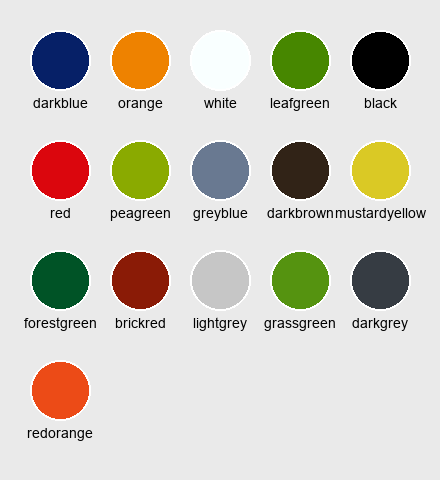 darkblue orange white leafgreen black
red peagreen greyblue darkbrown mustardyellow
forestgreen brickred lightgrey grassgreen darkgrey
redorange